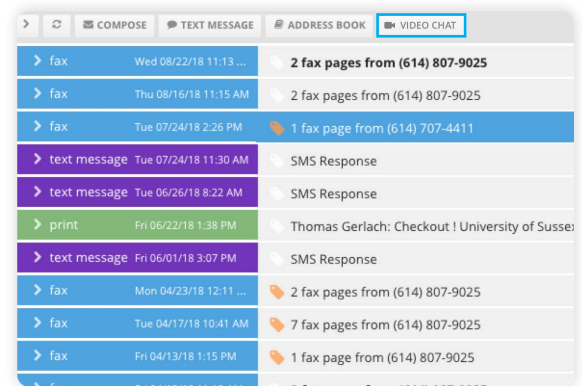 COMPOSE TEXT MESSAGE ADDRESS BOOK VIDEO CHAT
fax Wed 08/22/18 11:13 ... 2 fax pages from (614) 807-9025
fax Thu 08/16/18 11:15 AM 2 fax pages from (614) 807-9025
fax Tue 07/24/18 2:26 PM 1 fax page from (614) 707-4411
text message Tue 07/24/18 11:30 AM SMS Response
text message Tue 06/26/18 8:22 AM SMS Response
print Fri 06/22/18 1:38 PM Thomas Gerlach: Checkout ! University of Susse
text message Fri 06/01/18 3:07 PM SMS Response
fax Mon 04/23/18 12:11 ... 2 fax pages from (614) 807-9025
fax Tue 04/17/18 10:41 AM 7 fax pages from (614) 807-9025
fax Fri 04/13/18 1:15 PM 1 fax page from (614) 807-9025